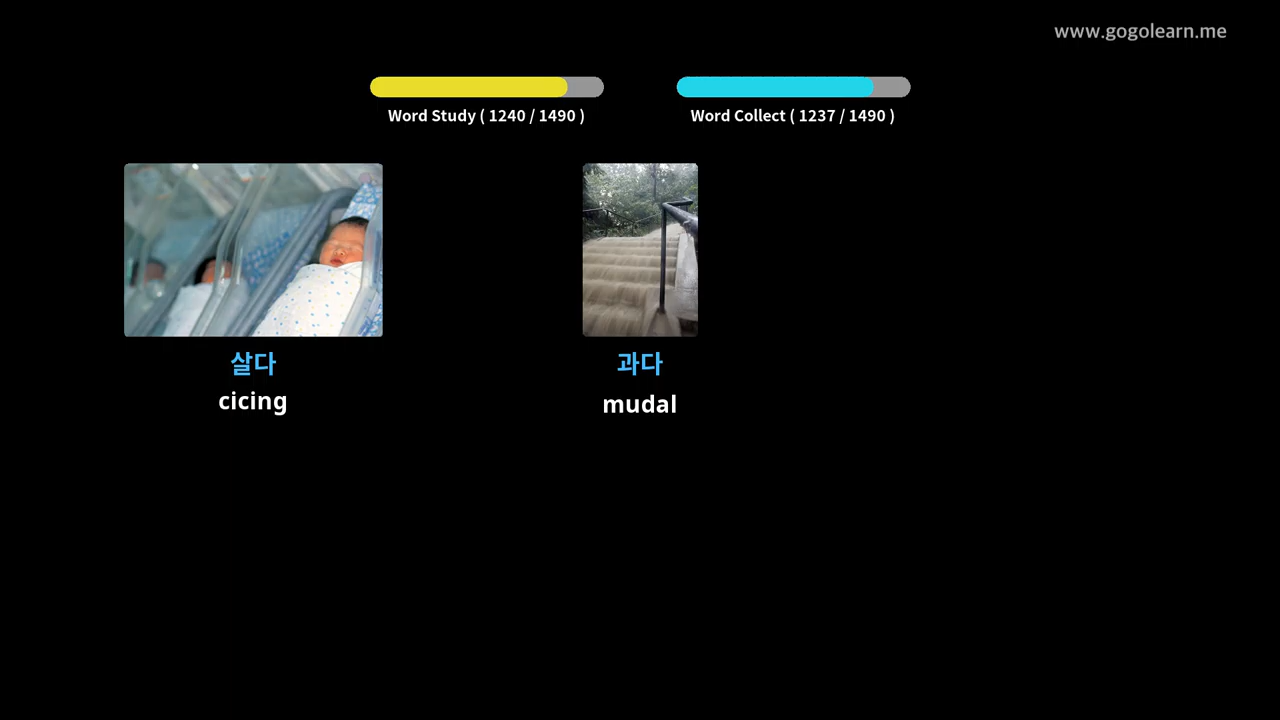 www.gogolearn.me
Word Study ( 1240 / 1490 )
Word Collect ( 1237 / 1490 )
살다
cicing
과다
mudal